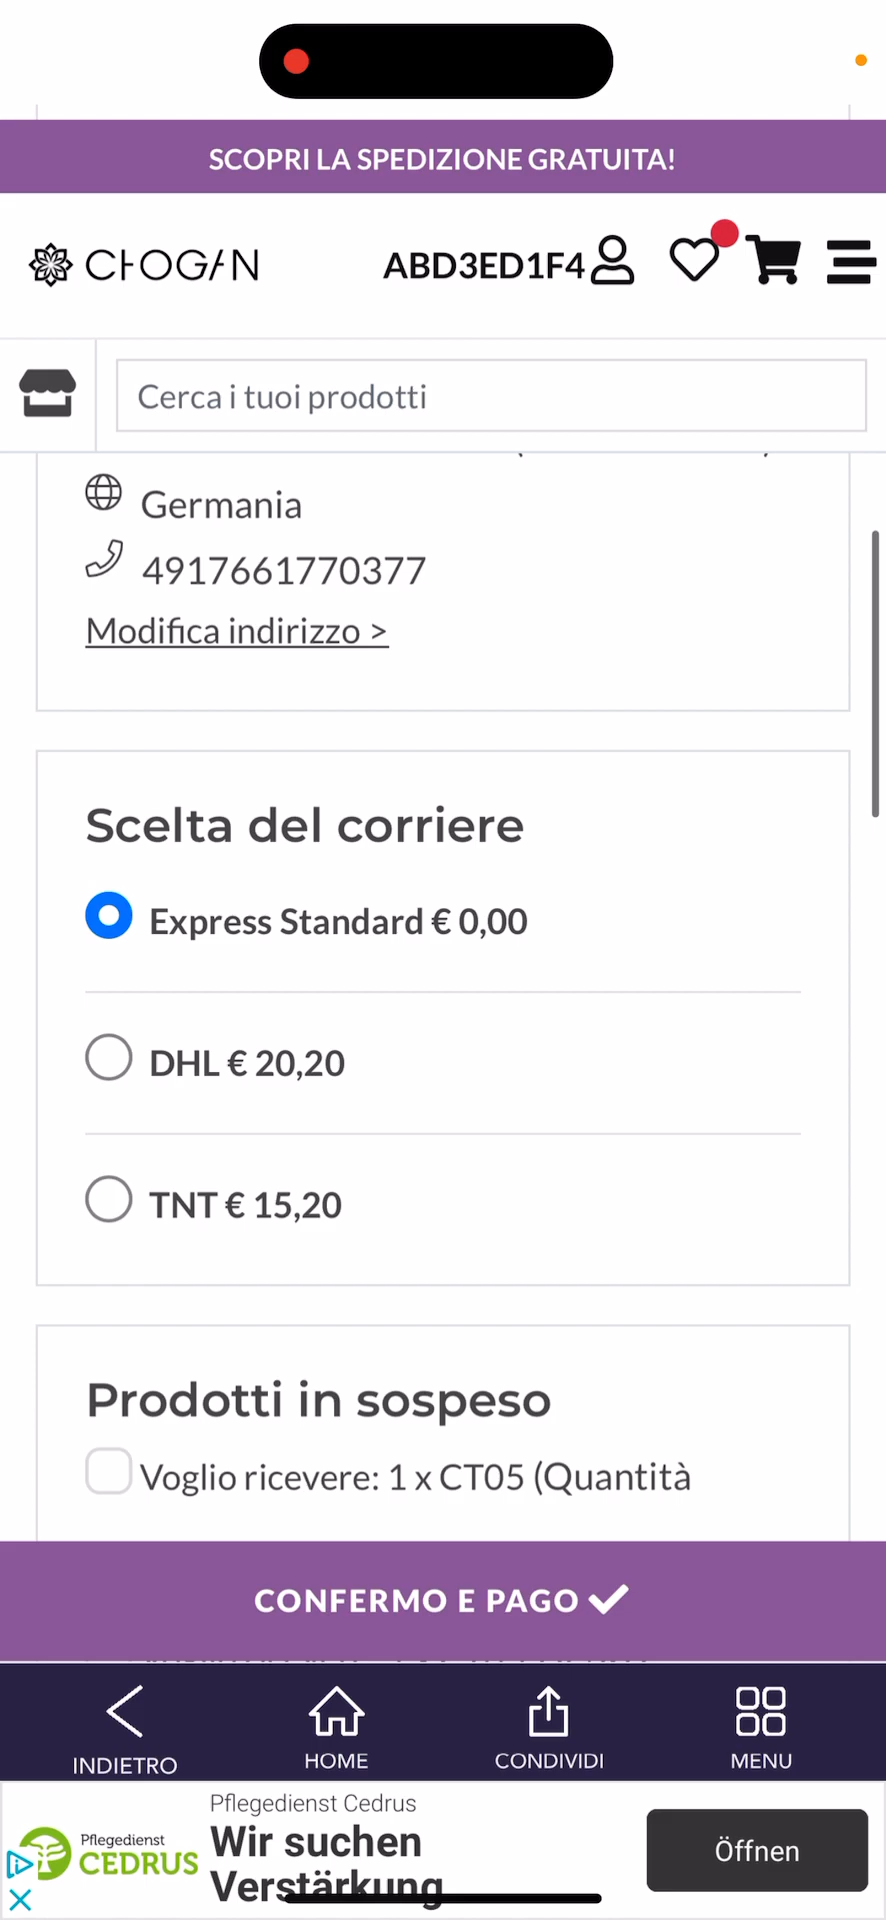 SCOPRI LA SPEDIZIONE GRATUITA!
CHOGAN
ABD3ED1F4
Cerca i tuoi prodotti
Germania
4917661770377
Modifica indirizzo >
Scelta del corriere
Express Standard € 0,00
DHL € 20,20
TNT € 15,20
Prodotti in sospeso
Voglio ricevere: 1 x CT05 (Quantità
CONFERMO E PAGO
INDIETRO
HOME
CONDIVIDI
MENU
Pflegedienst Cedrus
Pflegedienst
CEDRUS
Wir suchen
Verstärkung
Öffnen